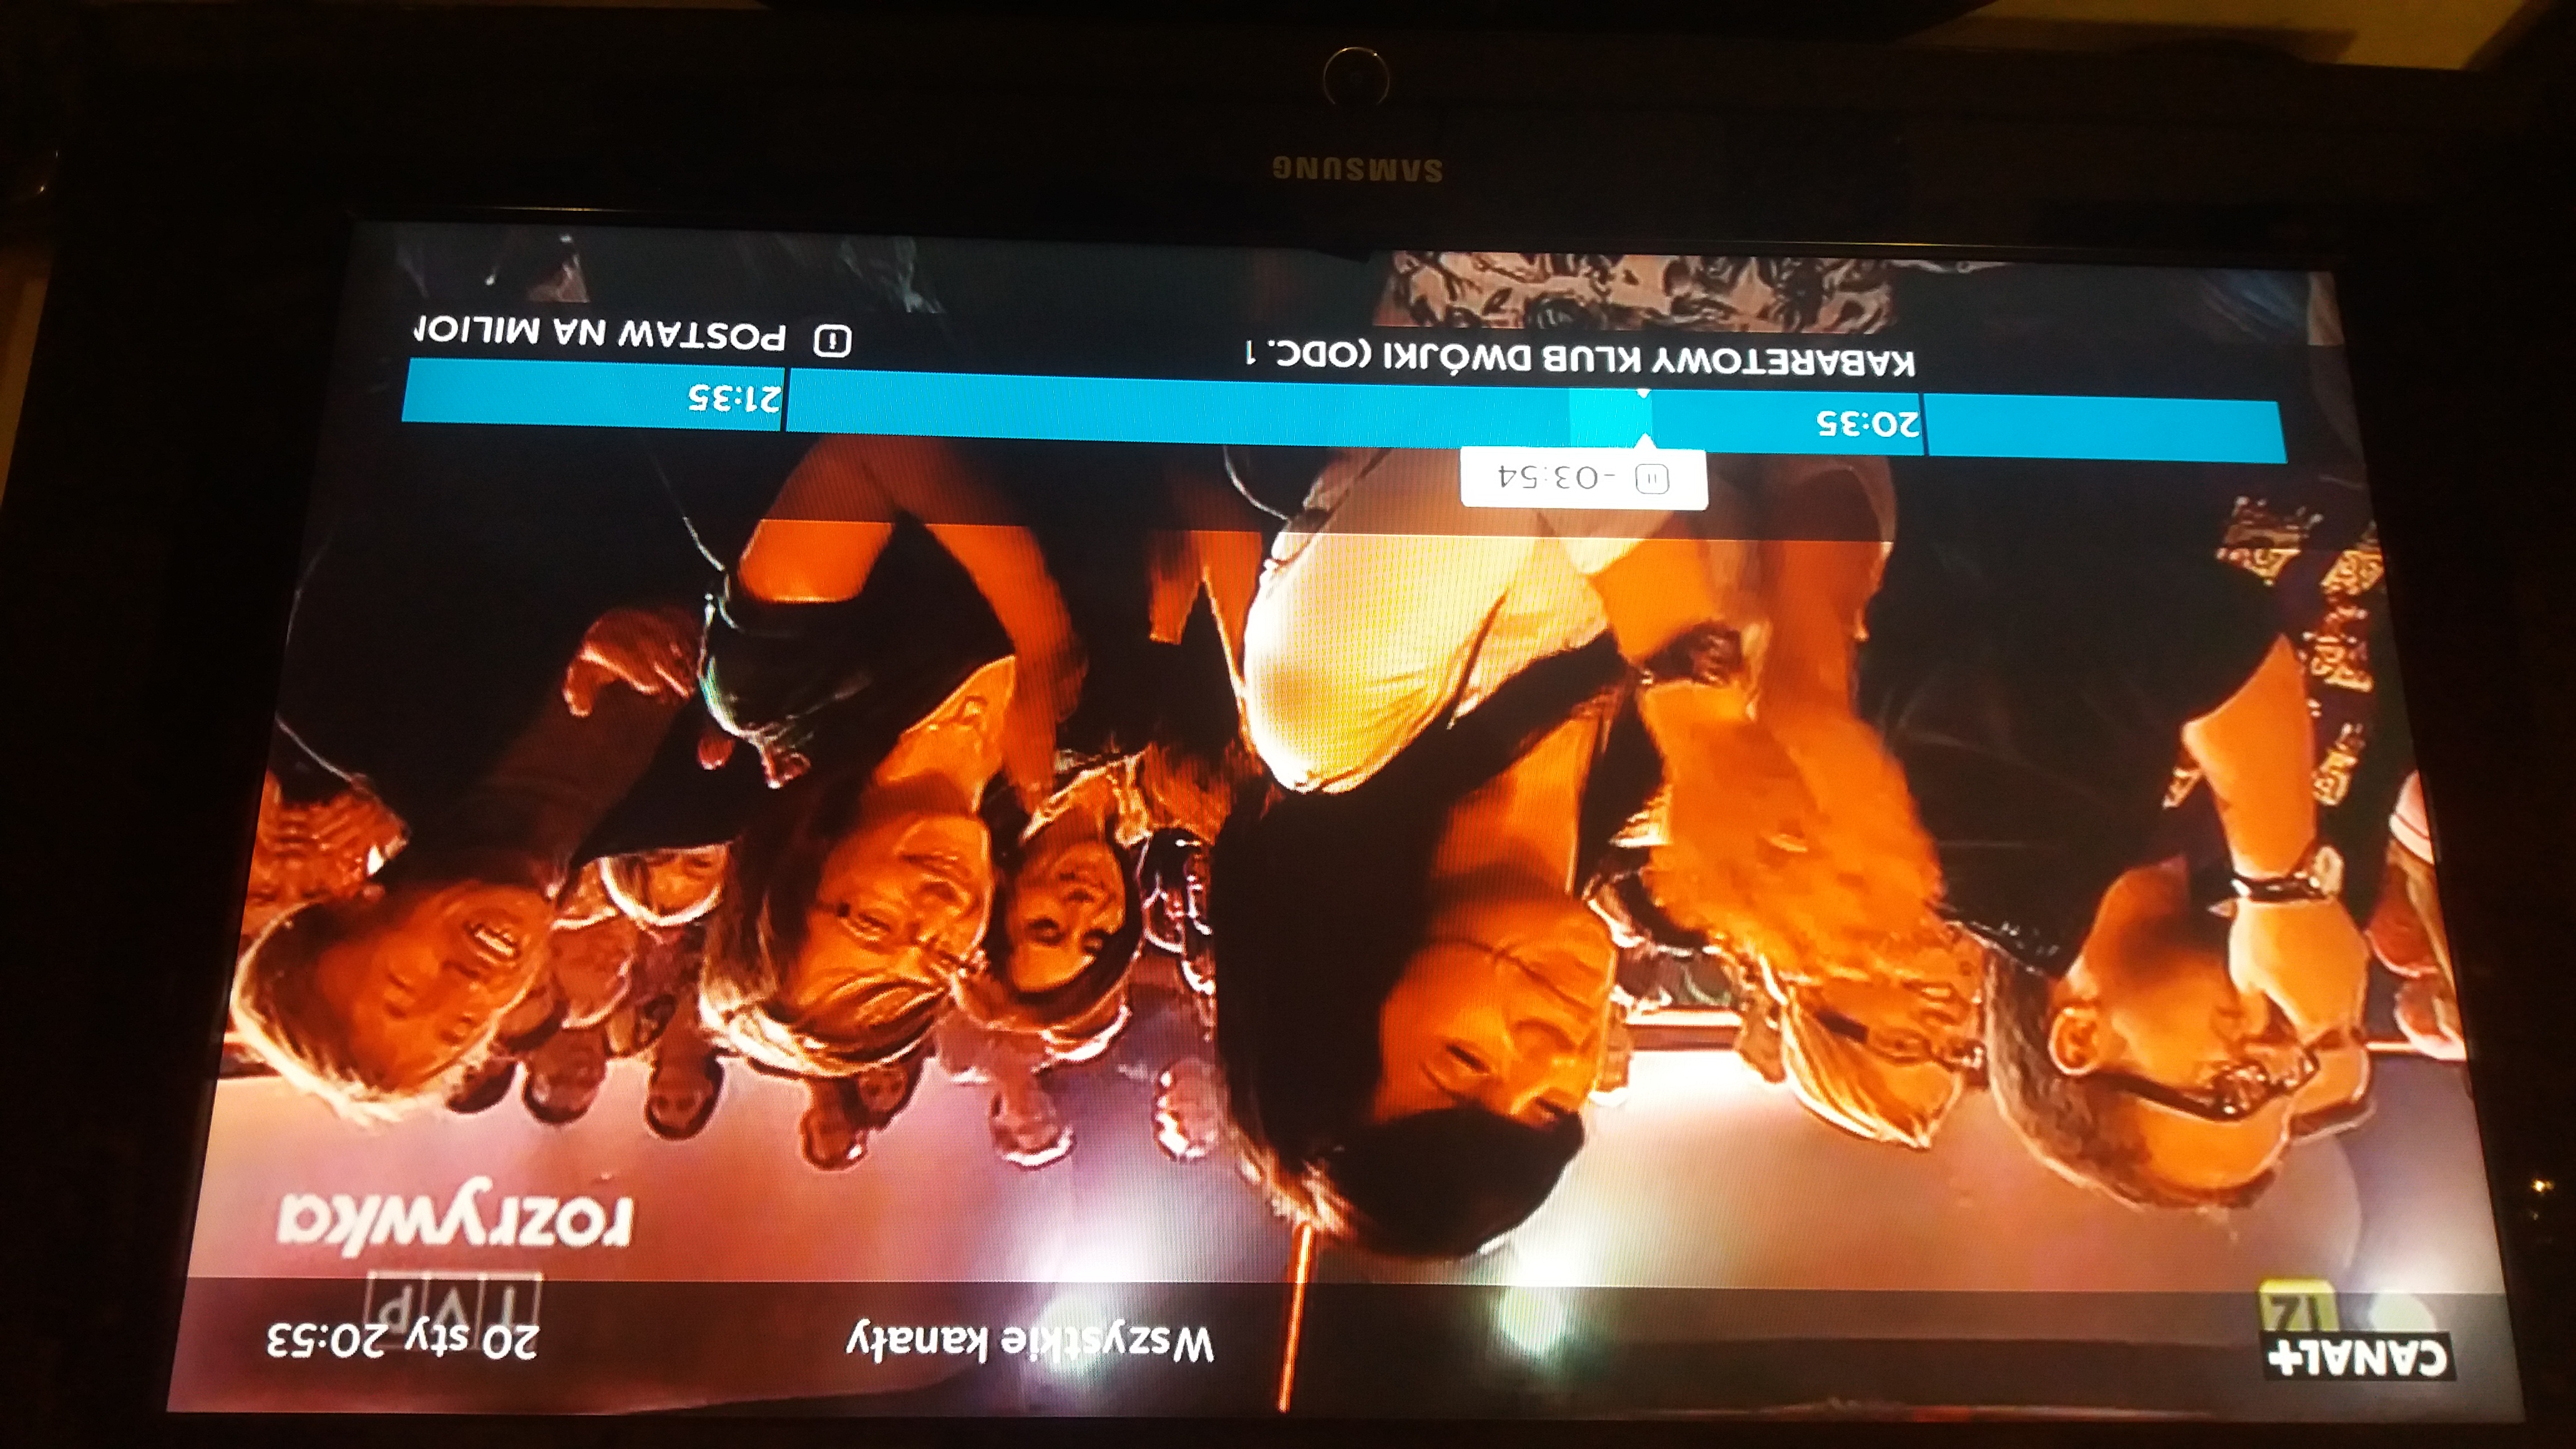 CANAL+
Wszystkie kanały
20 sty 20:53
12
TVP
rozrywka
-03:54
20:35
21:35
KABARETOWY KLUB DWÓJKI (ODC. 1
POSTAW NA MILIO
SAMSUNG